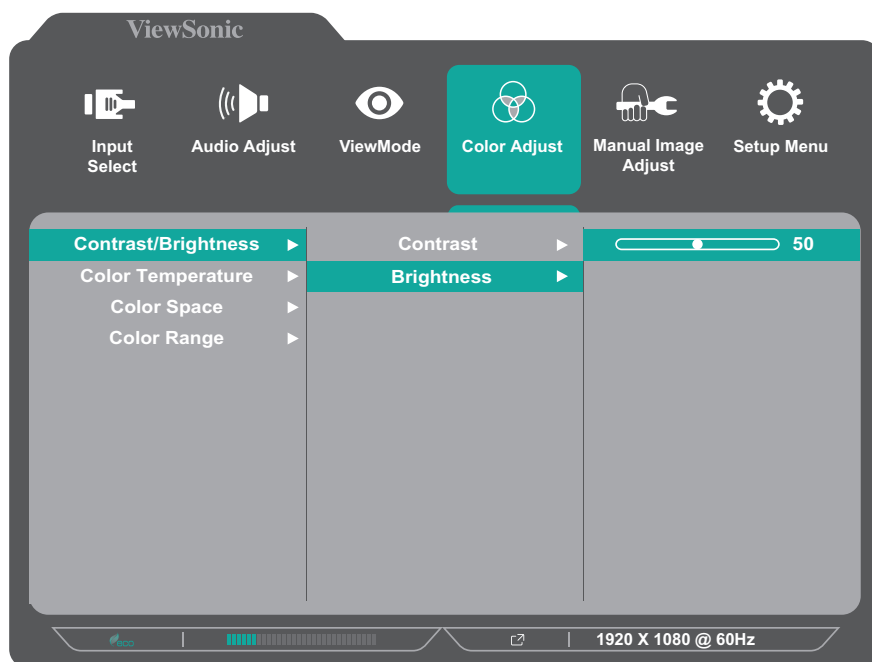 ViewSonic
Input Select
Audio Adjust
ViewMode
Color Adjust
Manual Image Adjust
Setup Menu
Contrast/Brightness
Contrast
50
Color Temperature
Brightness
Color Space
Color Range
eco
1920 X 1080 @ 60Hz